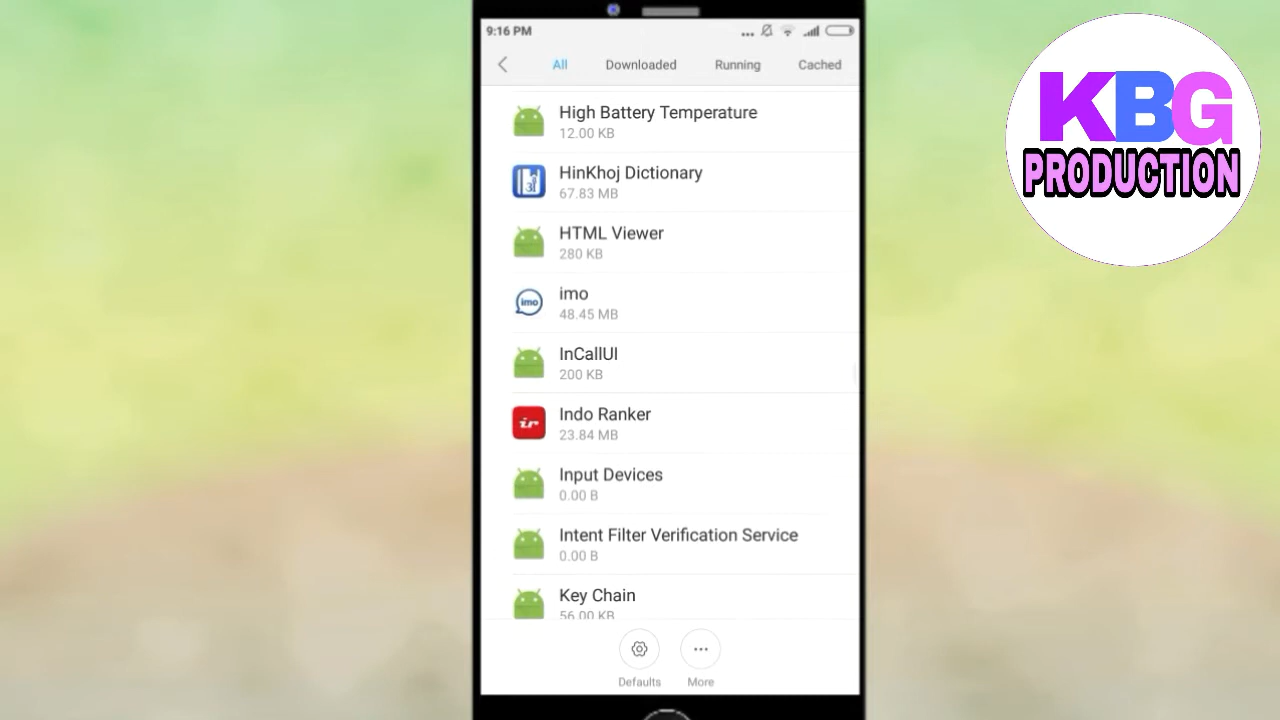 9:16 PM
All Downloaded Running Cached
High Battery Temperature
12.00 KB
HinKhoj Dictionary
67.83 MB
HTML Viewer
280 KB
imo
imo
48.45 MB
InCallUI
200 KB
Indo Ranker
ir
23.84 MB
Input Devices
0.00 B
Intent Filter Verification Service
0.00 B
Key Chain
56.00 KB
Defaults More
KBG
PRODUCTION